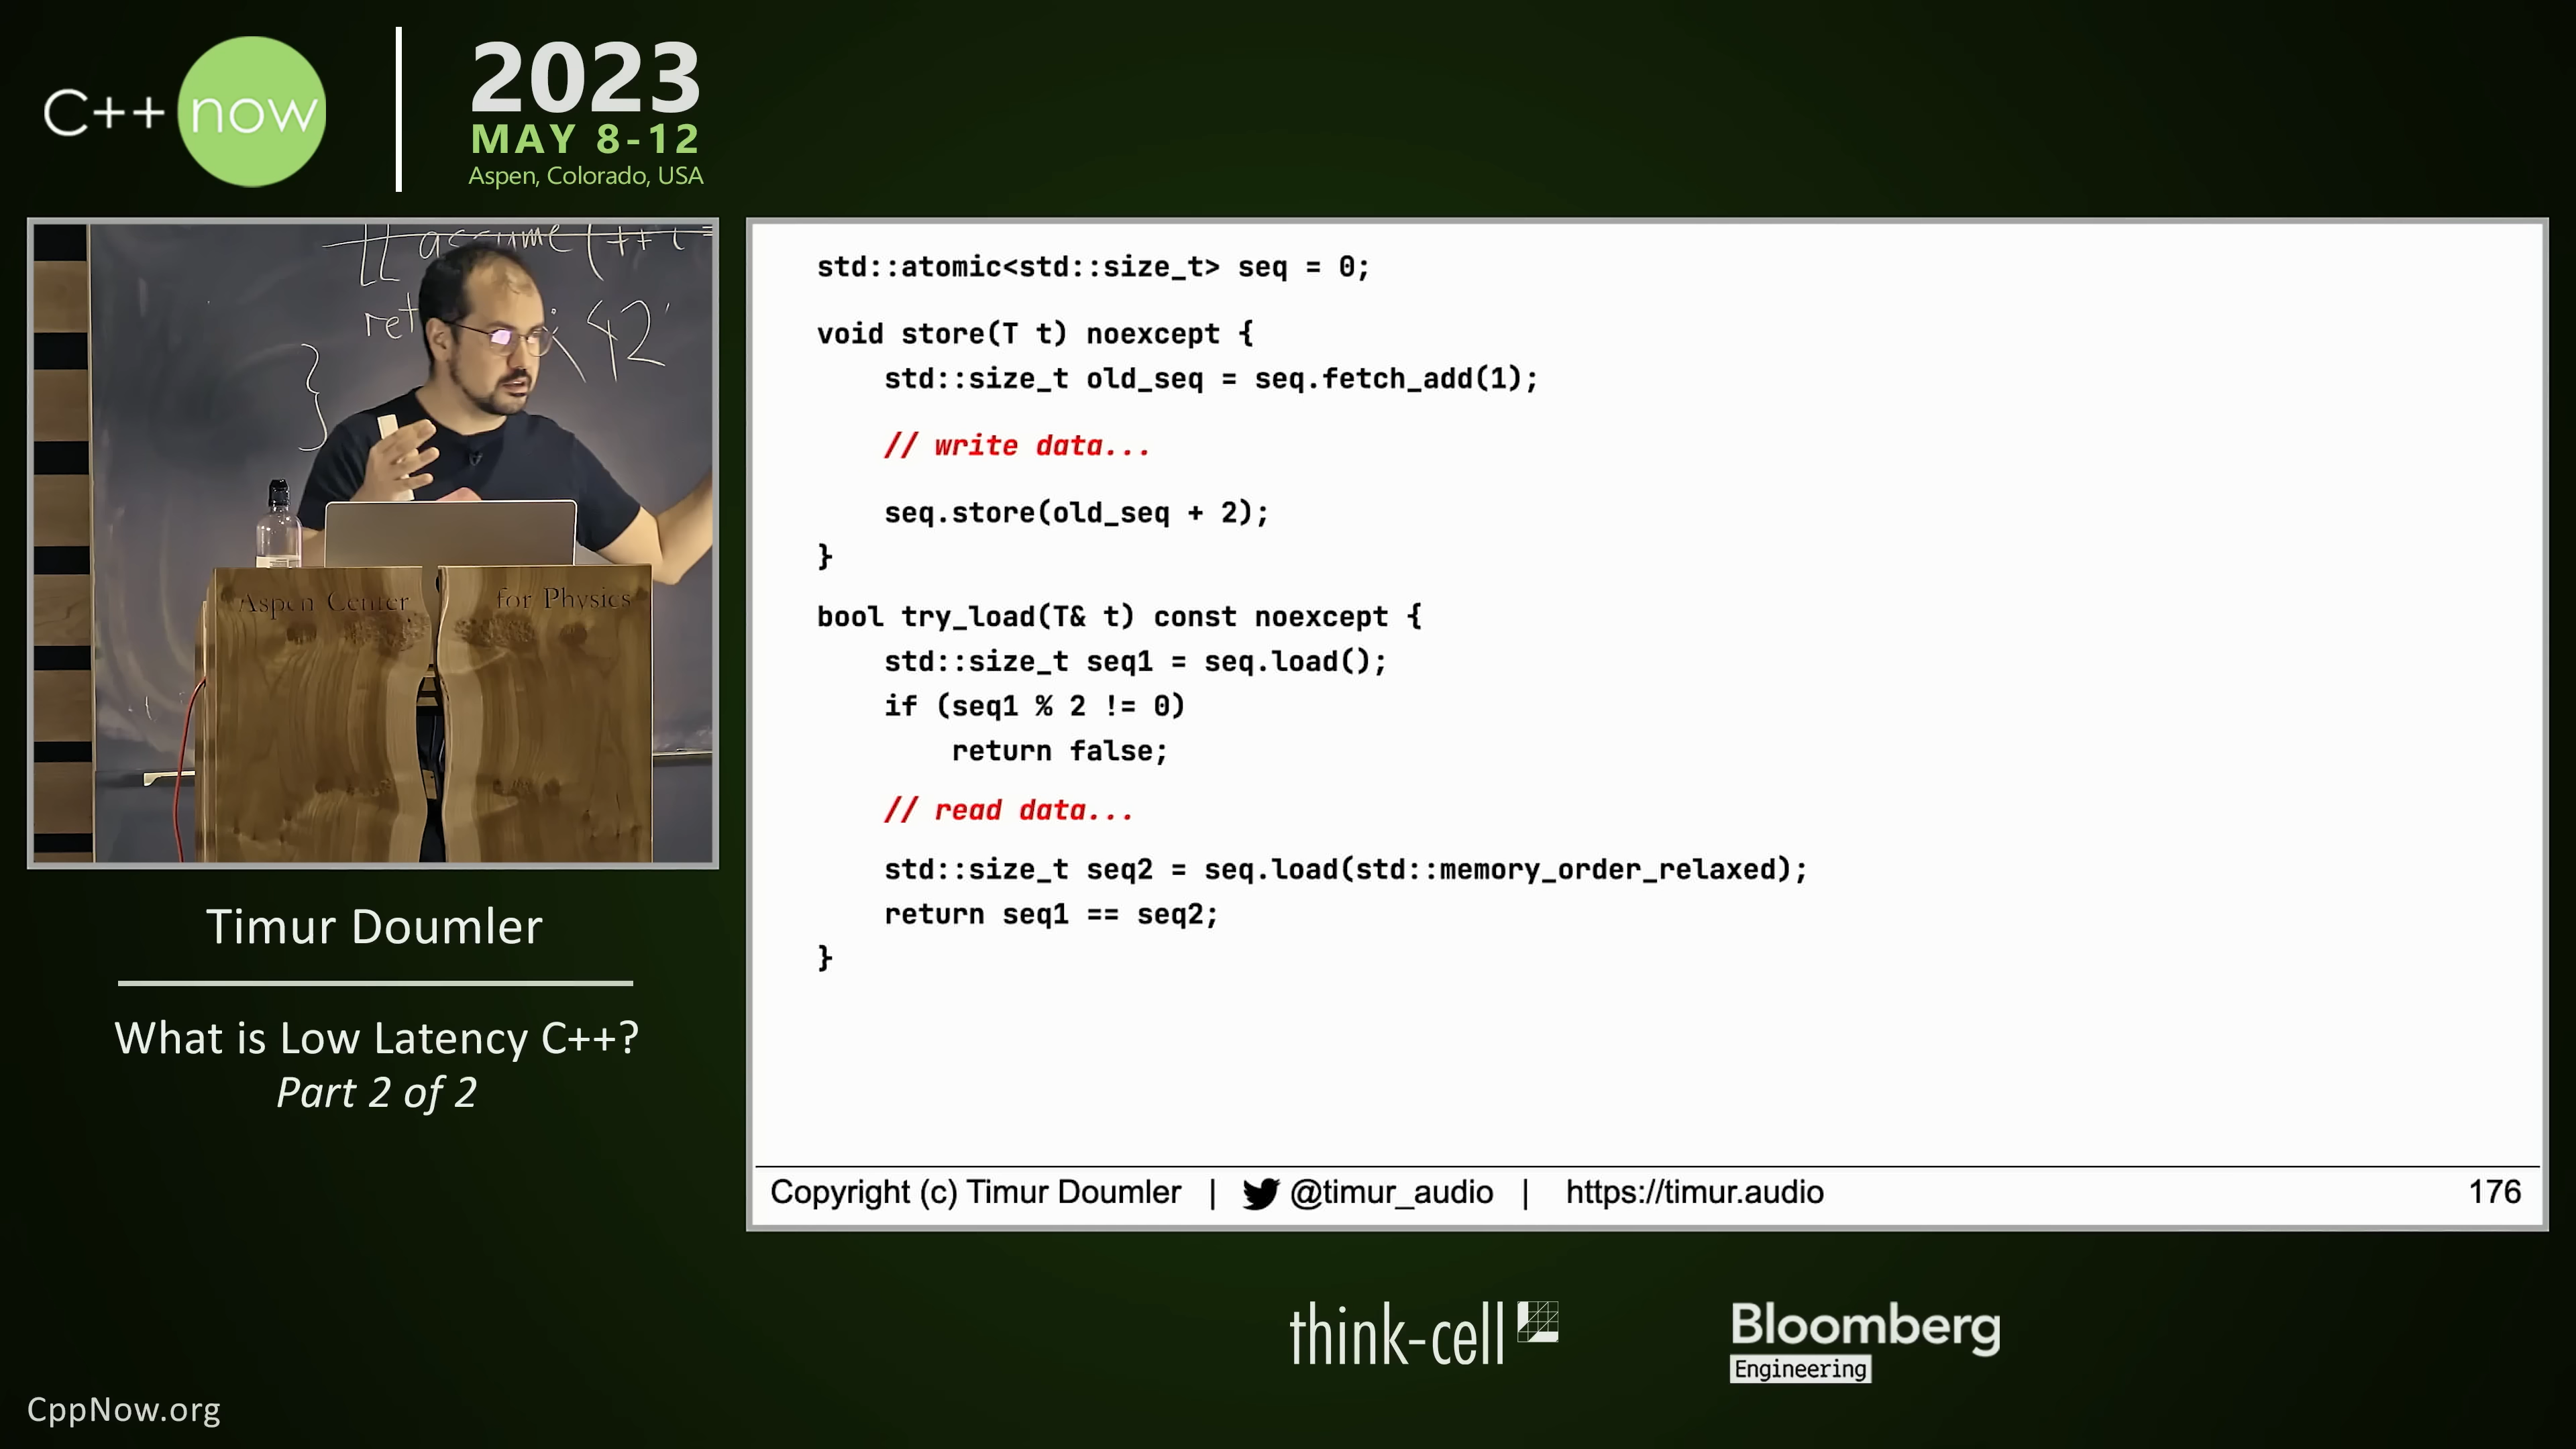 C++ now
2023
MAY 8-12
Aspen, Colorado, USA
[[ assume(++i
ret
42
}
Aspen Center for Physics
Timur Doumler
What is Low Latency C++?
Part 2 of 2
std::atomic<std::size_t> seq = 0;
void store(T t) noexcept {
    std::size_t old_seq = seq.fetch_add(1);
    // write data...
    seq.store(old_seq + 2);
}
bool try_load(T& t) const noexcept {
    std::size_t seq1 = seq.load();
    if (seq1 % 2 != 0)
        return false;
    // read data...
    std::size_t seq2 = seq.load(std::memory_order_relaxed);
    return seq1 == seq2;
}
Copyright (c) Timur Doumler | @timur_audio | https://timur.audio 176
think-cell
Bloomberg
Engineering
CppNow.org